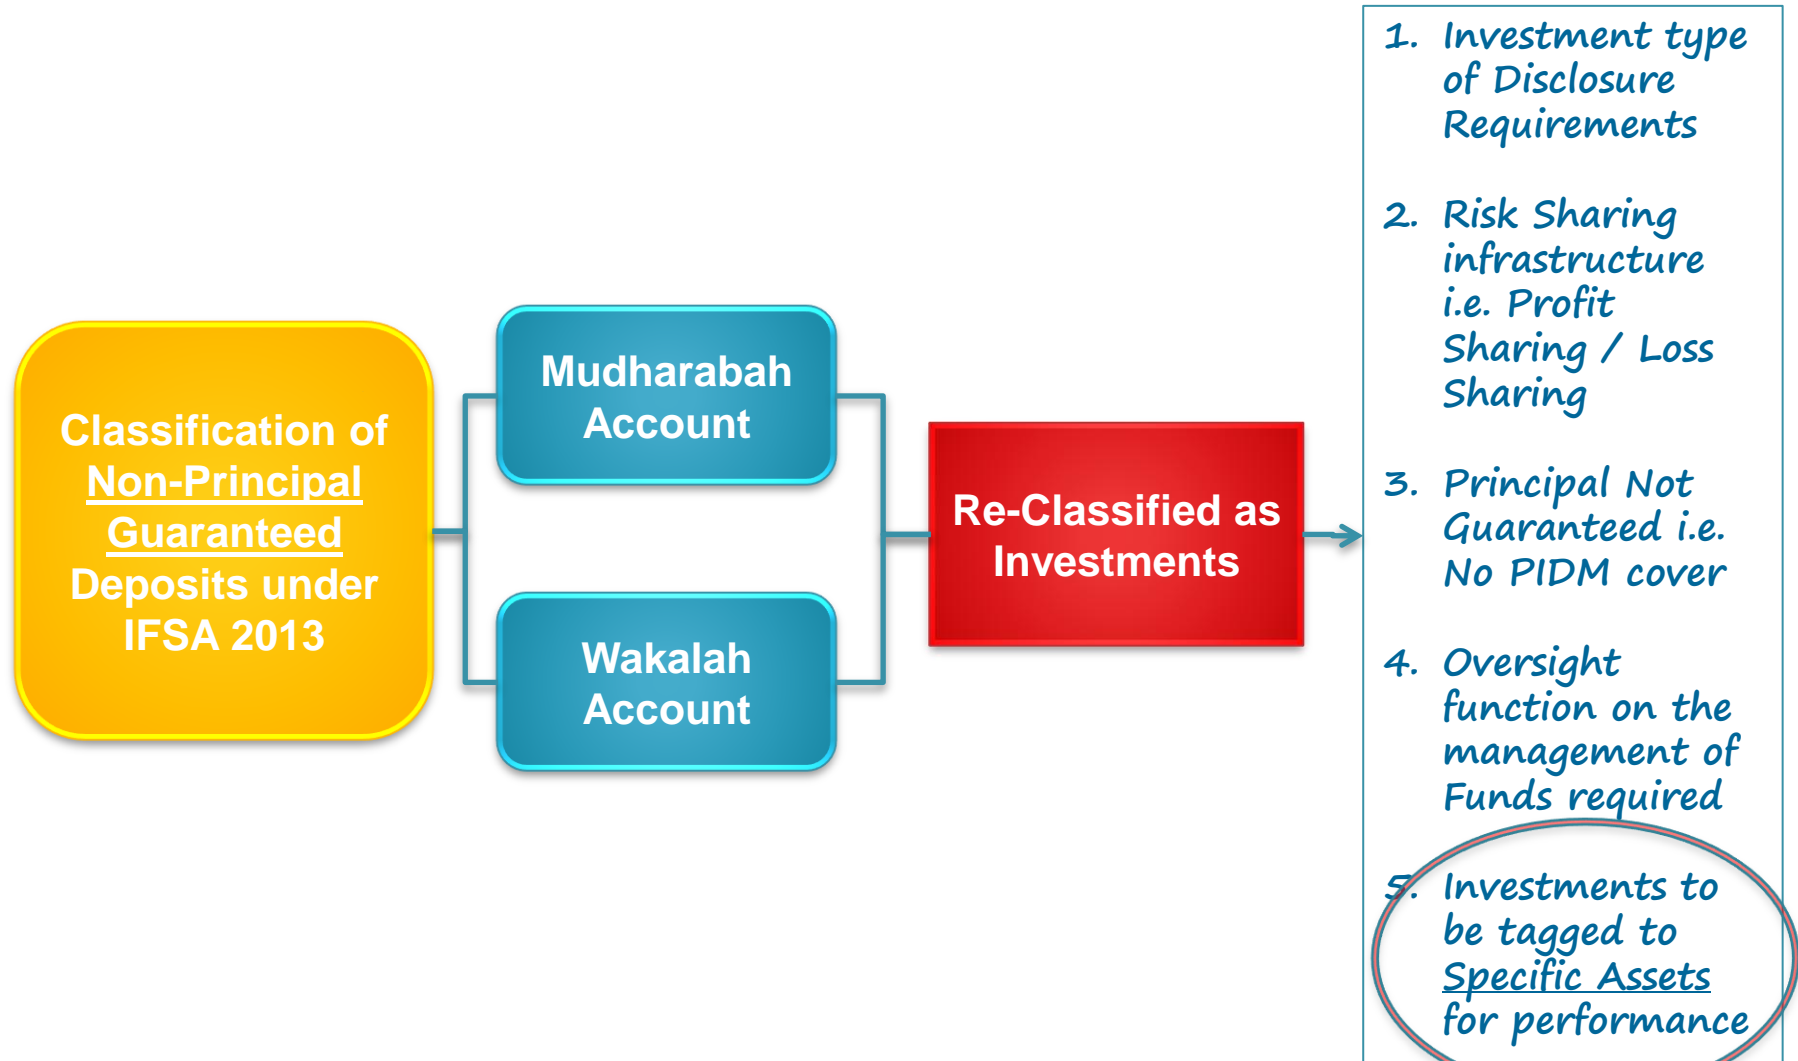 Classification of
Non-Principal
Guaranteed
Deposits under
IFSA 2013
Mudharabah
Account
Wakalah
Account
Re-Classified as
Investments
1. Investment type
of Disclosure
Requirements
2. Risk Sharing
infrastructure
i.e. Profit
Sharing / Loss
Sharing
3. Principal Not
Guaranteed i.e.
No PIDM cover
4. Oversight
function on the
management of
Funds required
5. Investments to
be tagged to
Specific Assets
for performance